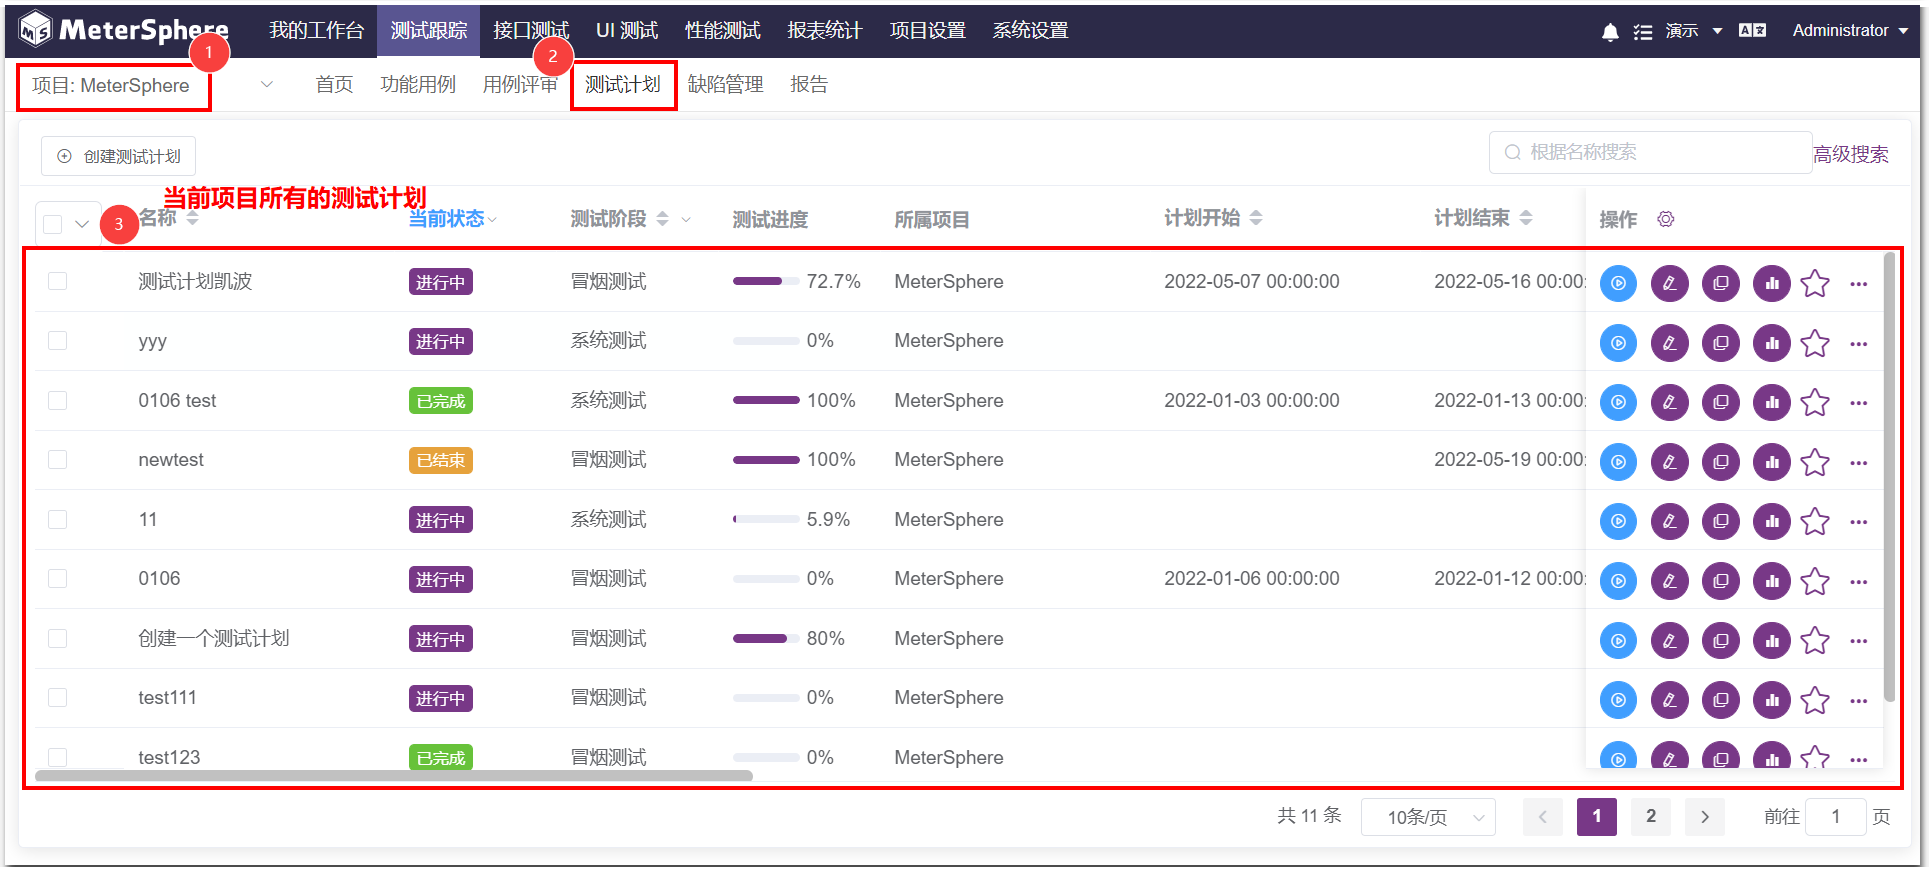 MeterSphere 我的工作台 测试跟踪 接口测试 UI 测试 性能测试 报表统计 项目设置 系统设置 演示 Administrator
1
2
项目: MeterSphere 首页 功能用例 用例评审 测试计划 缺陷管理 报告
创建测试计划 根据名称搜索 高级搜索
当前项目所有的测试计划
3
名称 当前状态 测试阶段 测试进度 所属项目 计划开始 计划结束 操作
测试计划凯波 进行中 冒烟测试 72.7% MeterSphere 2022-05-07 00:00:00 2022-05-16 00:00:
yyy 进行中 系统测试 0% MeterSphere
0106 test 已完成 系统测试 100% MeterSphere 2022-01-03 00:00:00 2022-01-13 00:00:
newtest 已结束 冒烟测试 100% MeterSphere 2022-05-19 00:00:
11 进行中 系统测试 5.9% MeterSphere
0106 进行中 冒烟测试 0% MeterSphere 2022-01-06 00:00:00 2022-01-12 00:00:
创建一个测试计划 进行中 冒烟测试 80% MeterSphere
test111 进行中 冒烟测试 0% MeterSphere
test123 已完成 冒烟测试 0% MeterSphere
共 11 条 10条/页 1 2 前往 1 页